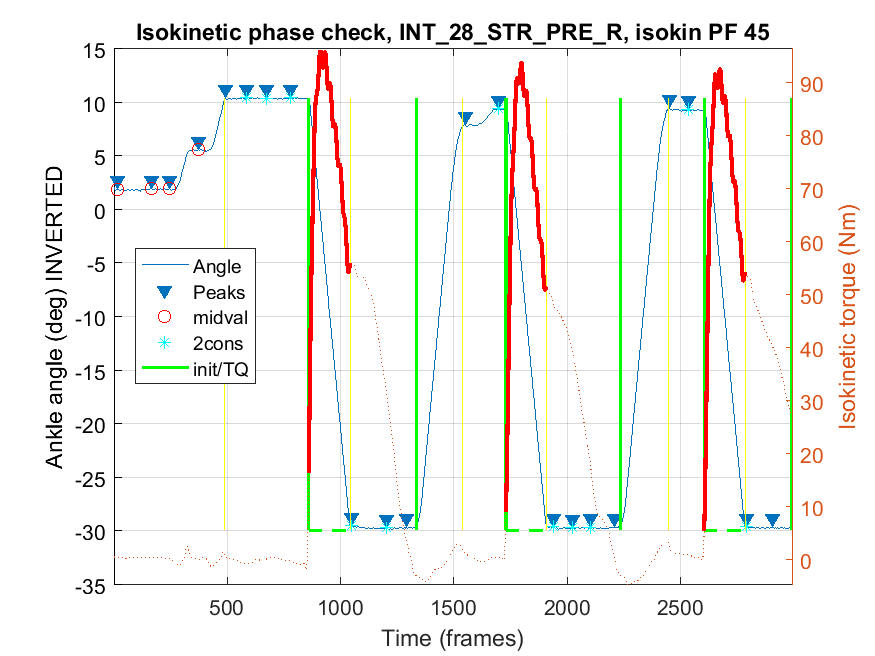 Isokinetic phase check, INT_28_STR_PRE_R, isokin PF 45
Ankle angle (deg) INVERTED
15
10
5
0
-5
-10
-15
-20
-25
-30
-35
Angle
Peaks
midval
2cons
init/TQ
90
80
70
60
50
40
30
20
10
0
Isokinetic torque (Nm)
500
1000
1500
2000
2500
Time (frames)